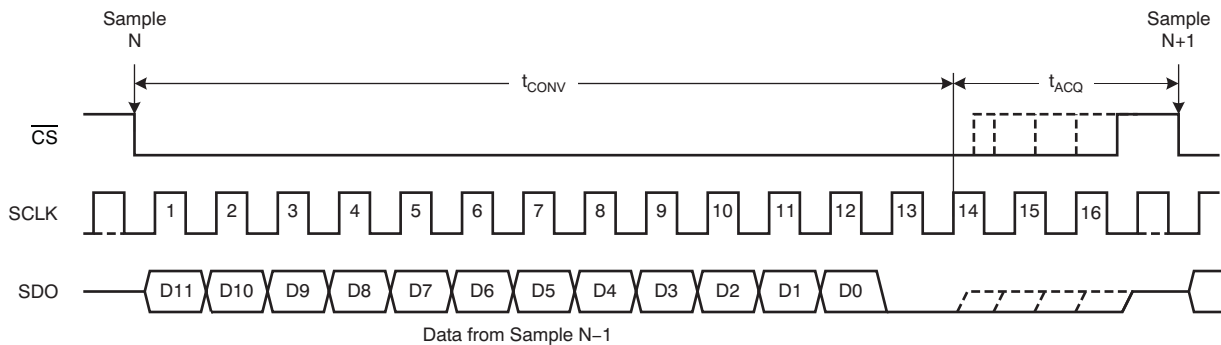 Sample Sample
N N+1
tCONV tACQ
CS
SCLK 1 2 3 4 5 6 7 8 9 10 11 12 13 14 15 16
SDO D11 D10 D9 D8 D7 D6 D5 D4 D3 D2 D1 D0
Data from Sample N−1